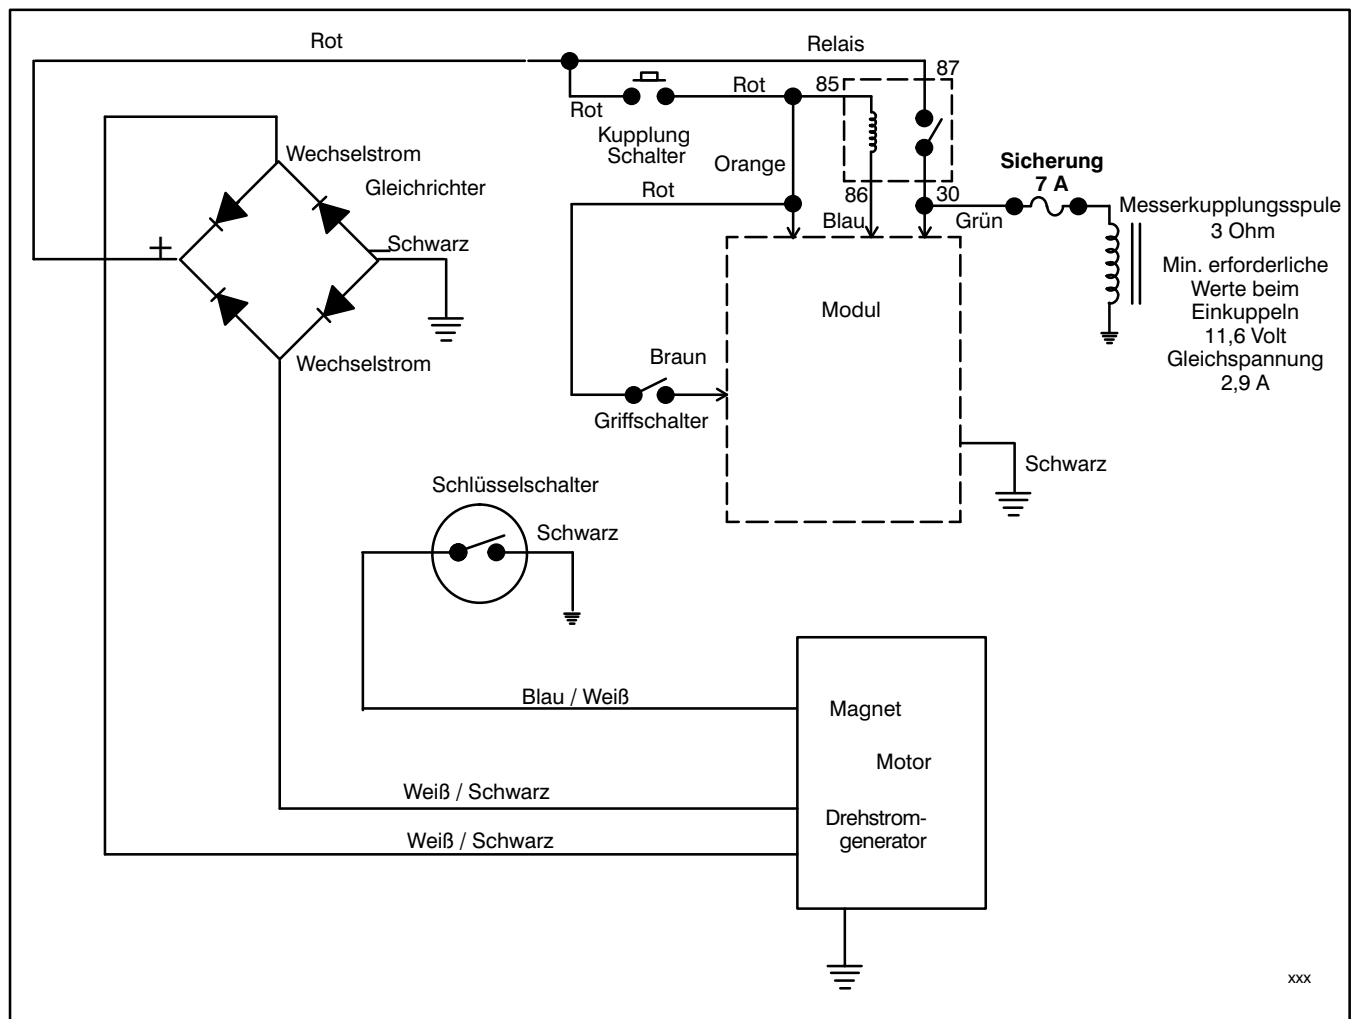 Rot
Relais
87
85
Rot
Rot
Kupplung
Schalter
Wechselstrom
Gleichrichter
Orange
Sicherung
7 A
Rot
86
30
Blau
Grün
Messerkupplungsspule
3 Ohm
+
Schwarz
Min. erforderliche
Werte beim
Einkuppeln
11,6 Volt
Gleichspannung
2,9 A
Modul
Wechselstrom
Braun
Griffschalter
Schwarz
Schlüsselschalter
Schwarz
Blau / Weiß
Magnet
Motor
Weiß / Schwarz
Drehstrom-
generator
Weiß / Schwarz
xxx